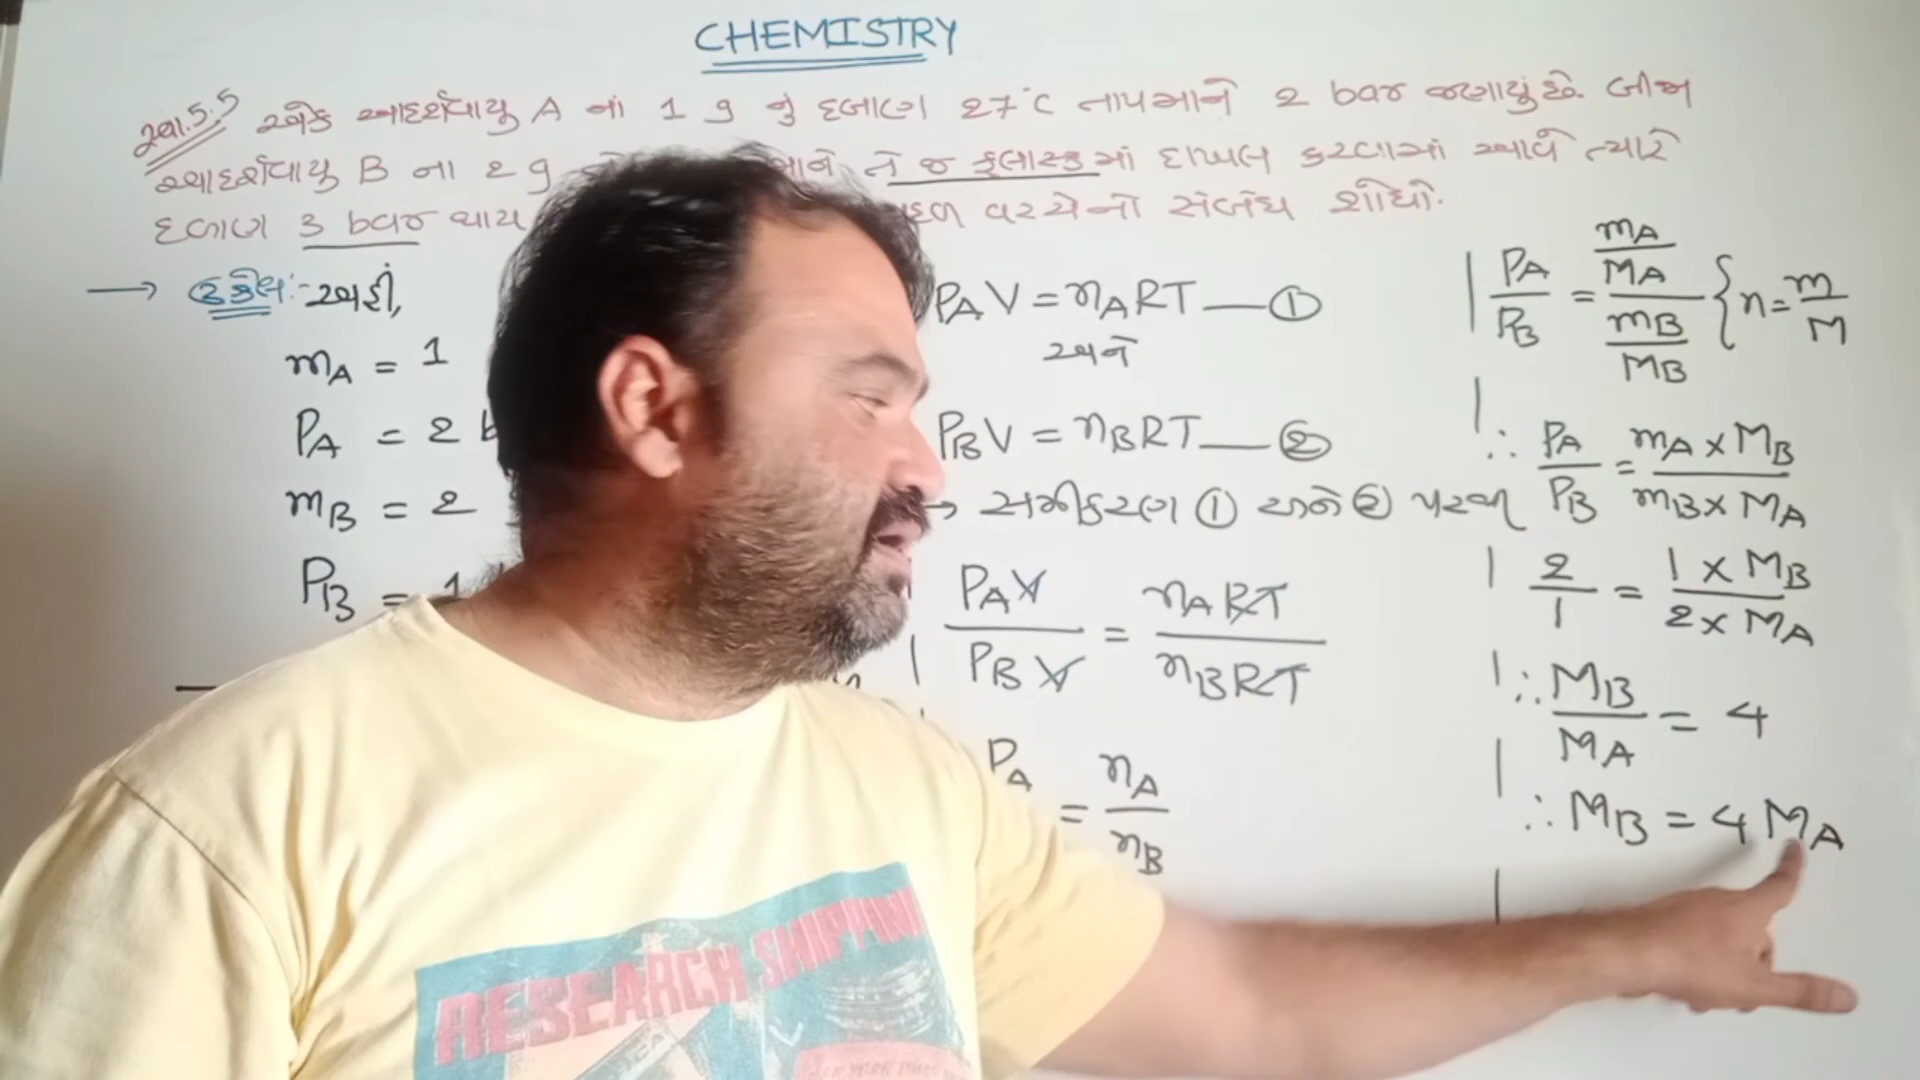 CHEMISTRY
સ્વા.5.5 એક આદર્શવાયુ A નાં 1 g નું દબાણ 27°C તાપમાને 2 bar જણાયું છે. બીજા
આદર્શવાયુ B ના 2 g તે જ ફ્લાસ્કમાં દાખલ કરવામાં આવે ત્યારે
દબાણ 3 bar થાય વચ્ચેનો સંબંધ શોધો.
→ ઉકેલ:- અહીં,
mA = 1
PA = 2 b
mB = 2
PB = 1
PAV = nART — ①
અને
PBV = nBRT — ②
→ સમીકરણ ① અને ② પરથી
PAV / PBV = nART / nBRT
PA = nA / nB
PA / PB = mA/MA / mB/MB { n = m/M
∴ PA / PB = mA × MB / mB × MA
2 / 1 = 1 × MB / 2 × MA
∴ MB / MA = 4
∴ MB = 4 MA
RESEARCH SHIPAN